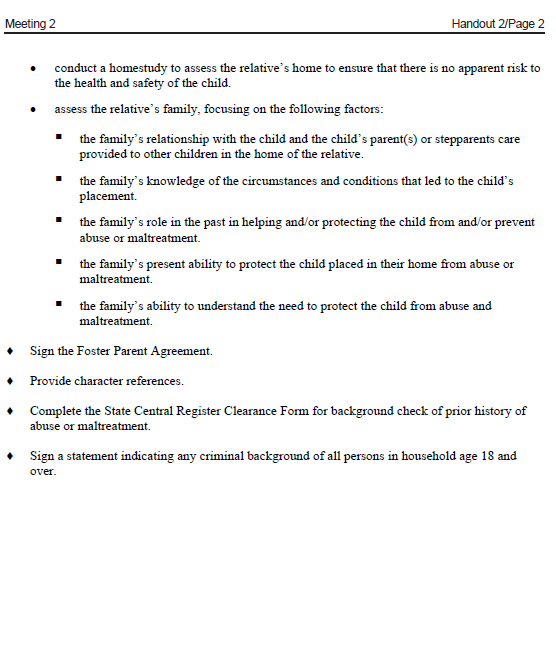 Meeting 2 Handout 2/Page 2
• conduct a homestudy to assess the relative's home to ensure that there is no apparent risk to
the health and safety of the child.
• assess the relative's family, focusing on the following factors:
▪ the family's relationship with the child and the child's parent(s) or stepparents care
provided to other children in the home of the relative.
▪ the family's knowledge of the circumstances and conditions that led to the child's
placement.
▪ the family's role in the past in helping and/or protecting the child from and/or prevent
abuse or maltreatment.
▪ the family's present ability to protect the child placed in their home from abuse or
maltreatment.
▪ the family's ability to understand the need to protect the child from abuse and
maltreatment.
♦ Sign the Foster Parent Agreement.
♦ Provide character references.
♦ Complete the State Central Register Clearance Form for background check of prior history of
abuse or maltreatment.
♦ Sign a statement indicating any criminal background of all persons in household age 18 and
over.